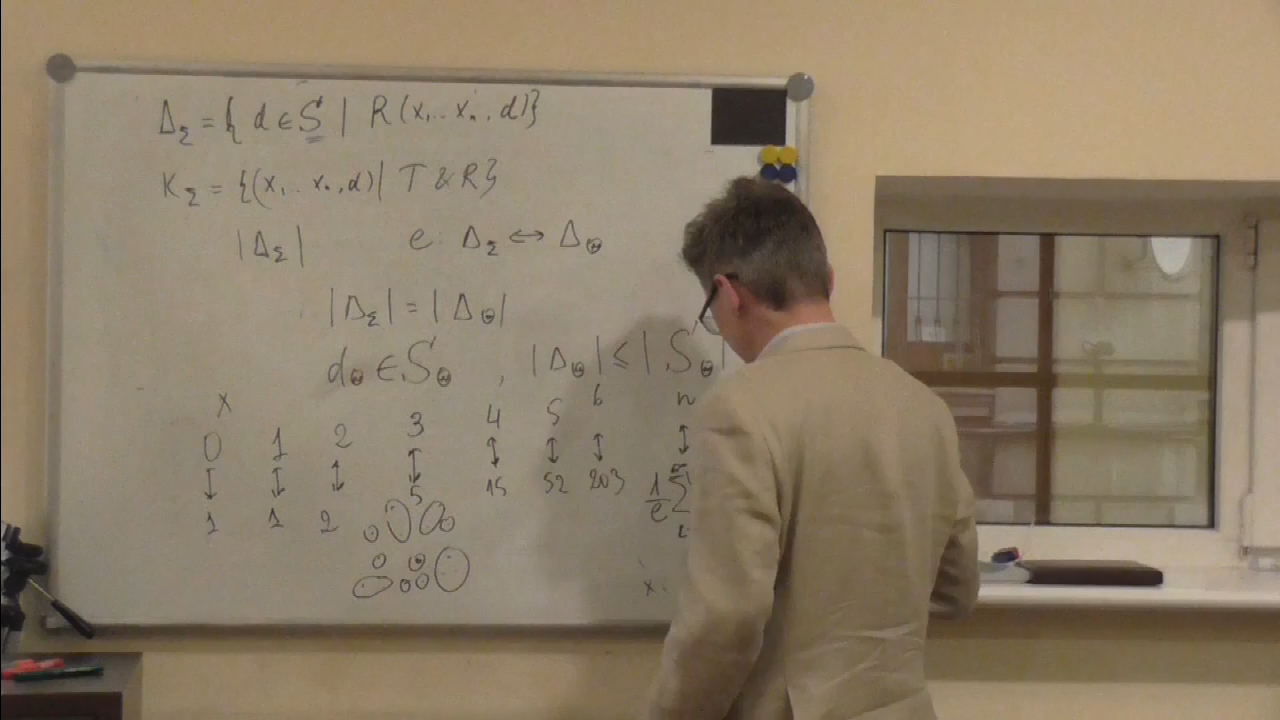 Δ_Σ = { d ∈ S | R(x₁...xₙ, d)}
K_Σ = {(x₁...xₙ, d)| T & R}
|Δ_Σ| e: Δ_Σ ↔ Δ_Θ
|Δ_Σ| = |Δ_Θ|
d_Θ ∈ S_Θ , |Δ_Θ| ≤ |S_Θ|
x
0 1 2 3 4 5 6 n
↕ ↕ ↕ ↕ ↕ ↕ ↕ ↕
1 1 2 5 15 52 203 1/e Σ
x.